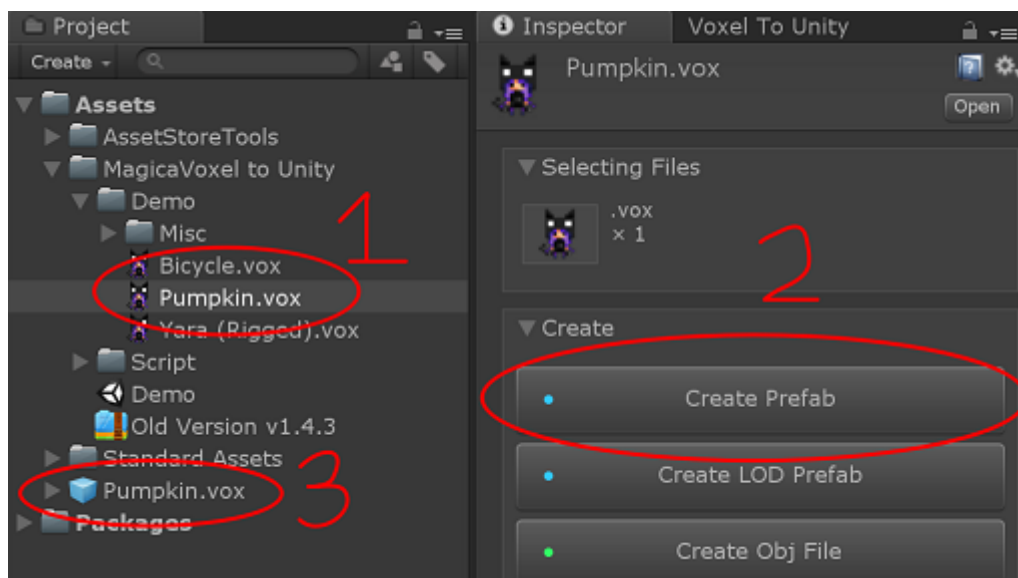 Project
Create
Assets
AssetStoreTools
MagicaVoxel to Unity
Demo
Misc
1
Bicycle.vox
Pumpkin.vox
Yara (Rigged).vox
Script
Demo
Old Version v1.4.3
Standard Assets
Pumpkin.vox
3
Packages
Inspector
Voxel To Unity
Pumpkin.vox
Open
Selecting Files
.vox
× 1
2
Create
Create Prefab
Create LOD Prefab
Create Obj File